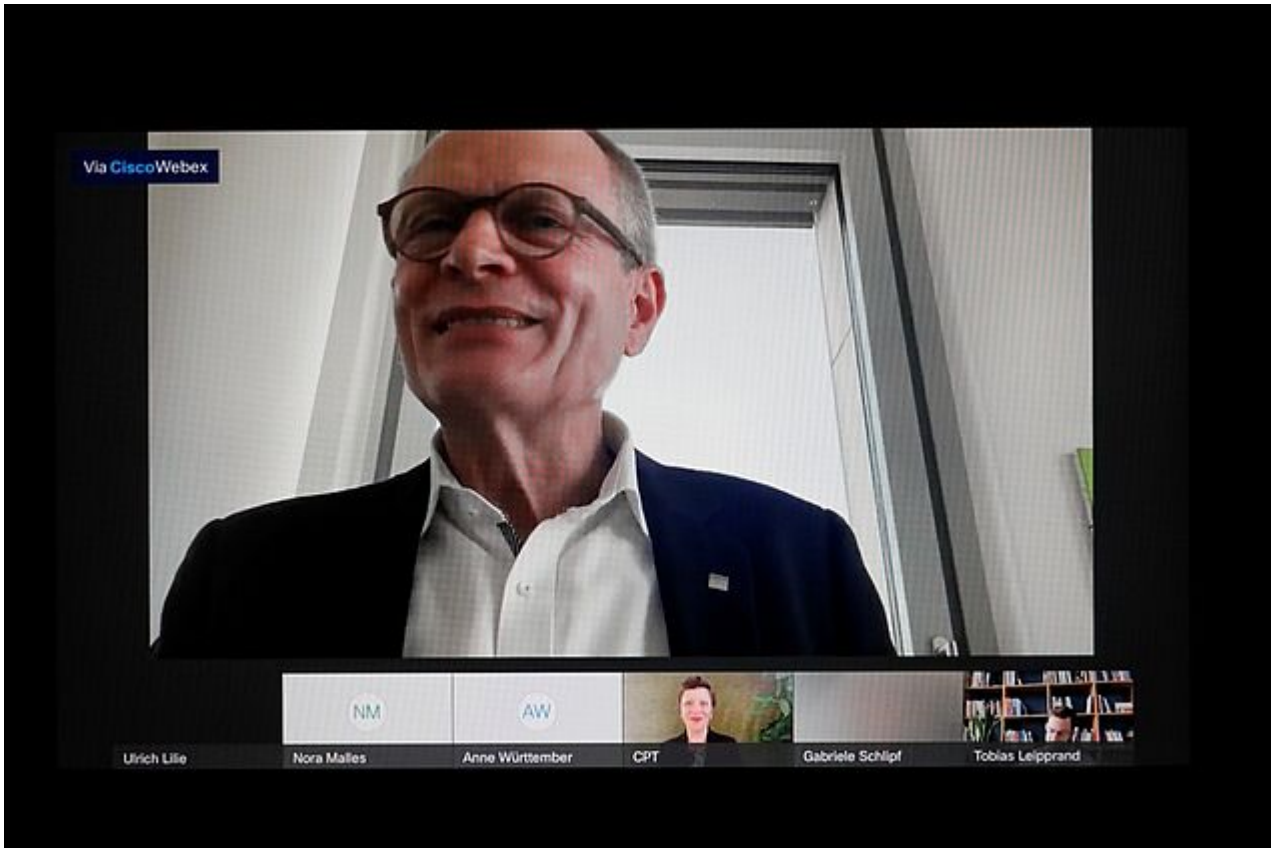 Via CiscoWebex
NM
AW
Ulrich Lilie
Nora Malles
Anne Württember
CPT
Gabriele Schlipf
Tobias Leipprand